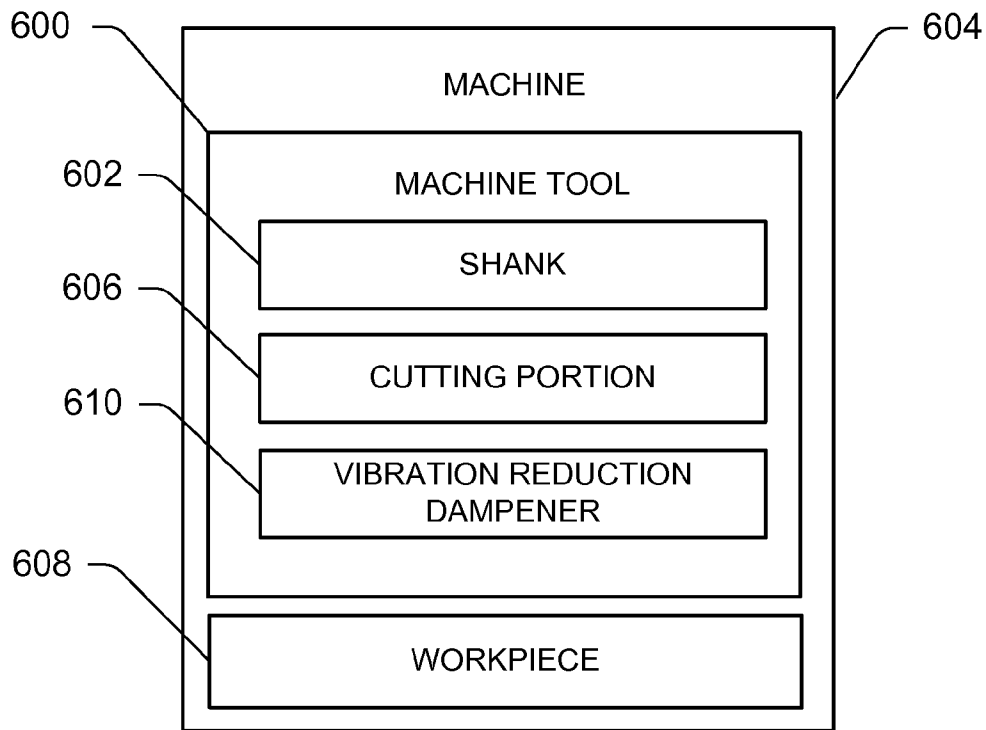 600
604
MACHINE
602
MACHINE TOOL
SHANK
606
CUTTING PORTION
610
VIBRATION REDUCTION
DAMPENER
608
WORKPIECE